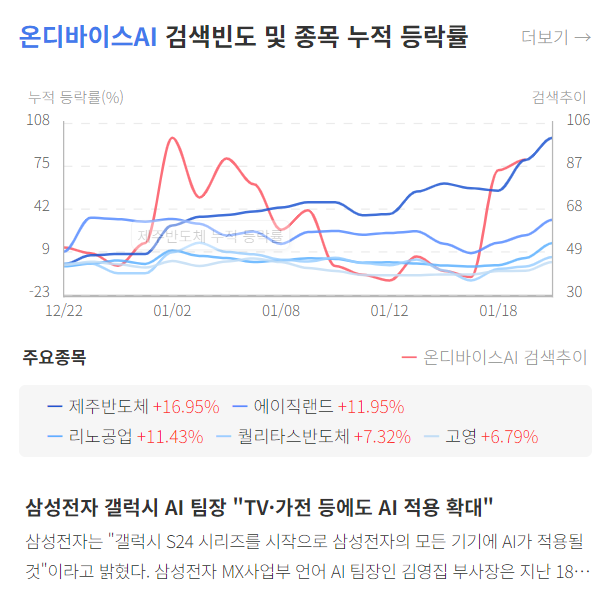 온디바이스AI 검색빈도 및 종목 누적 등락률
더보기 →
누적 등락률(%) 검색추이
108 106
75 87
42 68
제주반도체 누적 등락률
9 49
-23 30
12/22 01/02 01/08 01/12 01/18
주요종목
온디바이스AI 검색추이
제주반도체 +16.95% 에이직랜드 +11.95%
리노공업 +11.43% 퀄리타스반도체 +7.32% 고영 +6.79%
삼성전자 갤럭시 AI 팀장 "TV·가전 등에도 AI 적용 확대"
삼성전자는 "갤럭시 S24 시리즈를 시작으로 삼성전자의 모든 기기에 AI가 적용될
것"이라고 밝혔다. 삼성전자 MX사업부 언어 AI 팀장인 김영집 부사장은 지난 18…